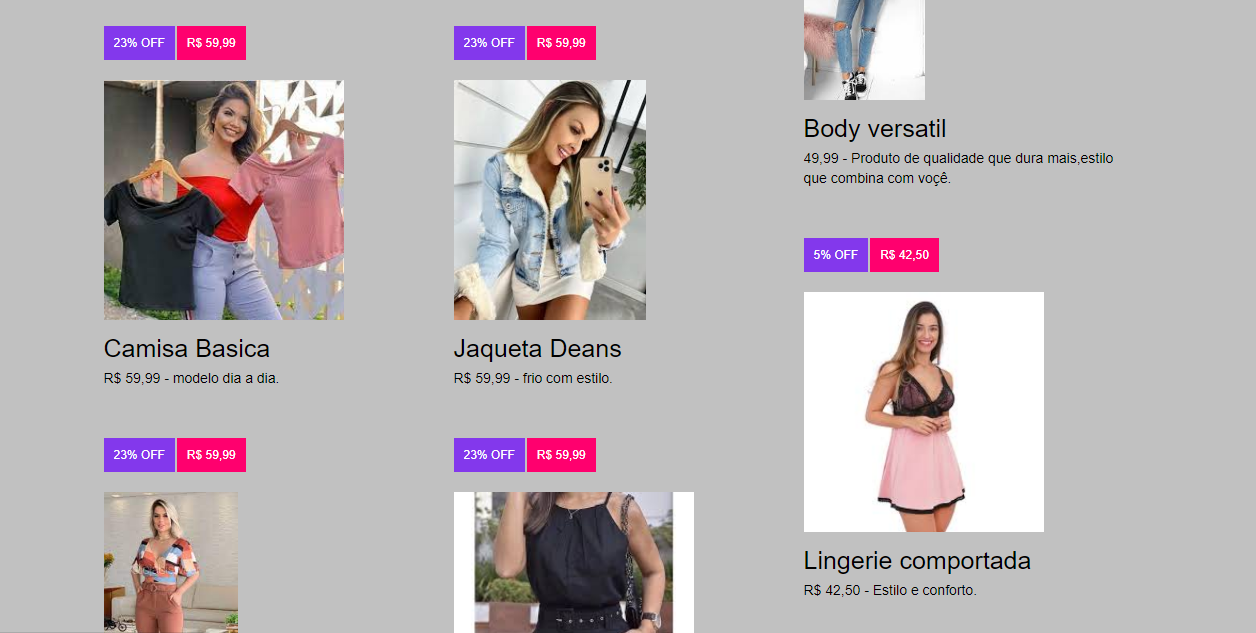 23% OFF
R$ 59,99
Camisa Basica
R$ 59,99 - modelo dia a dia.
23% OFF
R$ 59,99
23% OFF
R$ 59,99
Jaqueta Deans
R$ 59,99 - frio com estilo.
23% OFF
R$ 59,99
Body versatil
49,99 - Produto de qualidade que dura mais,estilo
que combina com voçê.
5% OFF
R$ 42,50
Lingerie comportada
R$ 42,50 - Estilo e conforto.